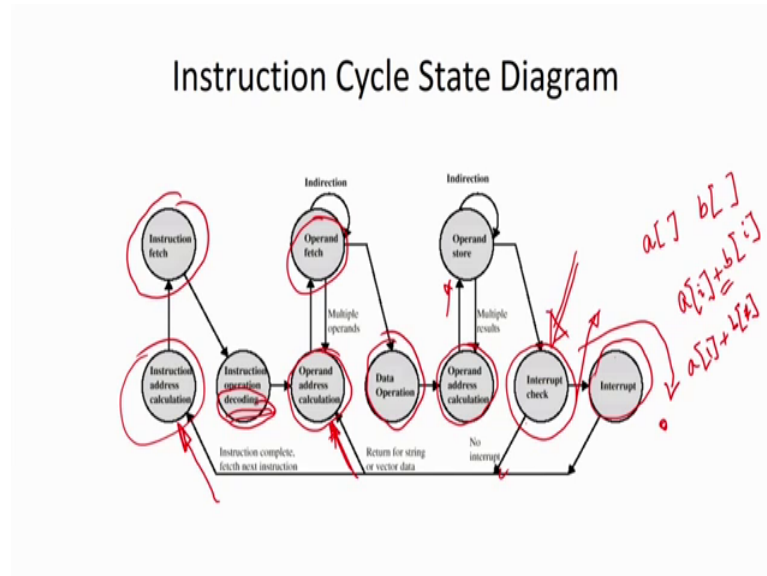 Instruction Cycle State Diagram
Indirection
Indirection
Instruction
fetch
Operand
fetch
Operand
store
Multiple
operands
Multiple
results
Instruction
address
calculation
Instruction
operation
decoding
Operand
address
calculation
Data
Operation
Operand
address
calculation
Interrupt
check
Interrupt
Instruction complete,
fetcth next instruction
Return for string
or vector data
No
interrupt
a[ ] b[ ]
a[i]+b[i]